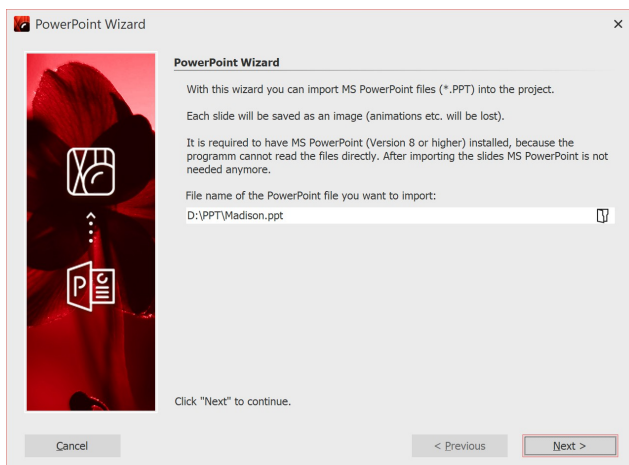 PowerPoint Wizard
PowerPoint Wizard
With this wizard you can import MS PowerPoint files (*.PPT) into the project.
Each slide will be saved as an image (animations etc. will be lost).
It is required to have MS PowerPoint (Version 8 or higher) installed, because the
programm cannot read the files directly. After importing the slides MS PowerPoint is not
needed anymore.
File name of the PowerPoint file you want to import:
D:\PPT\Madison.ppt
P
Click "Next" to continue.
Cancel
< Previous
Next >